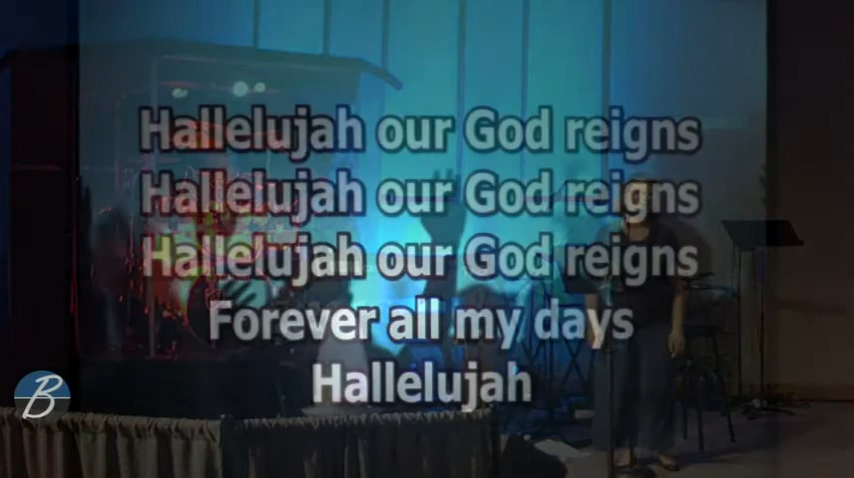 Hallelujah our God reigns
Hallelujah our God reigns
Hallelujah our God reigns
Forever all my days
Hallelujah
B